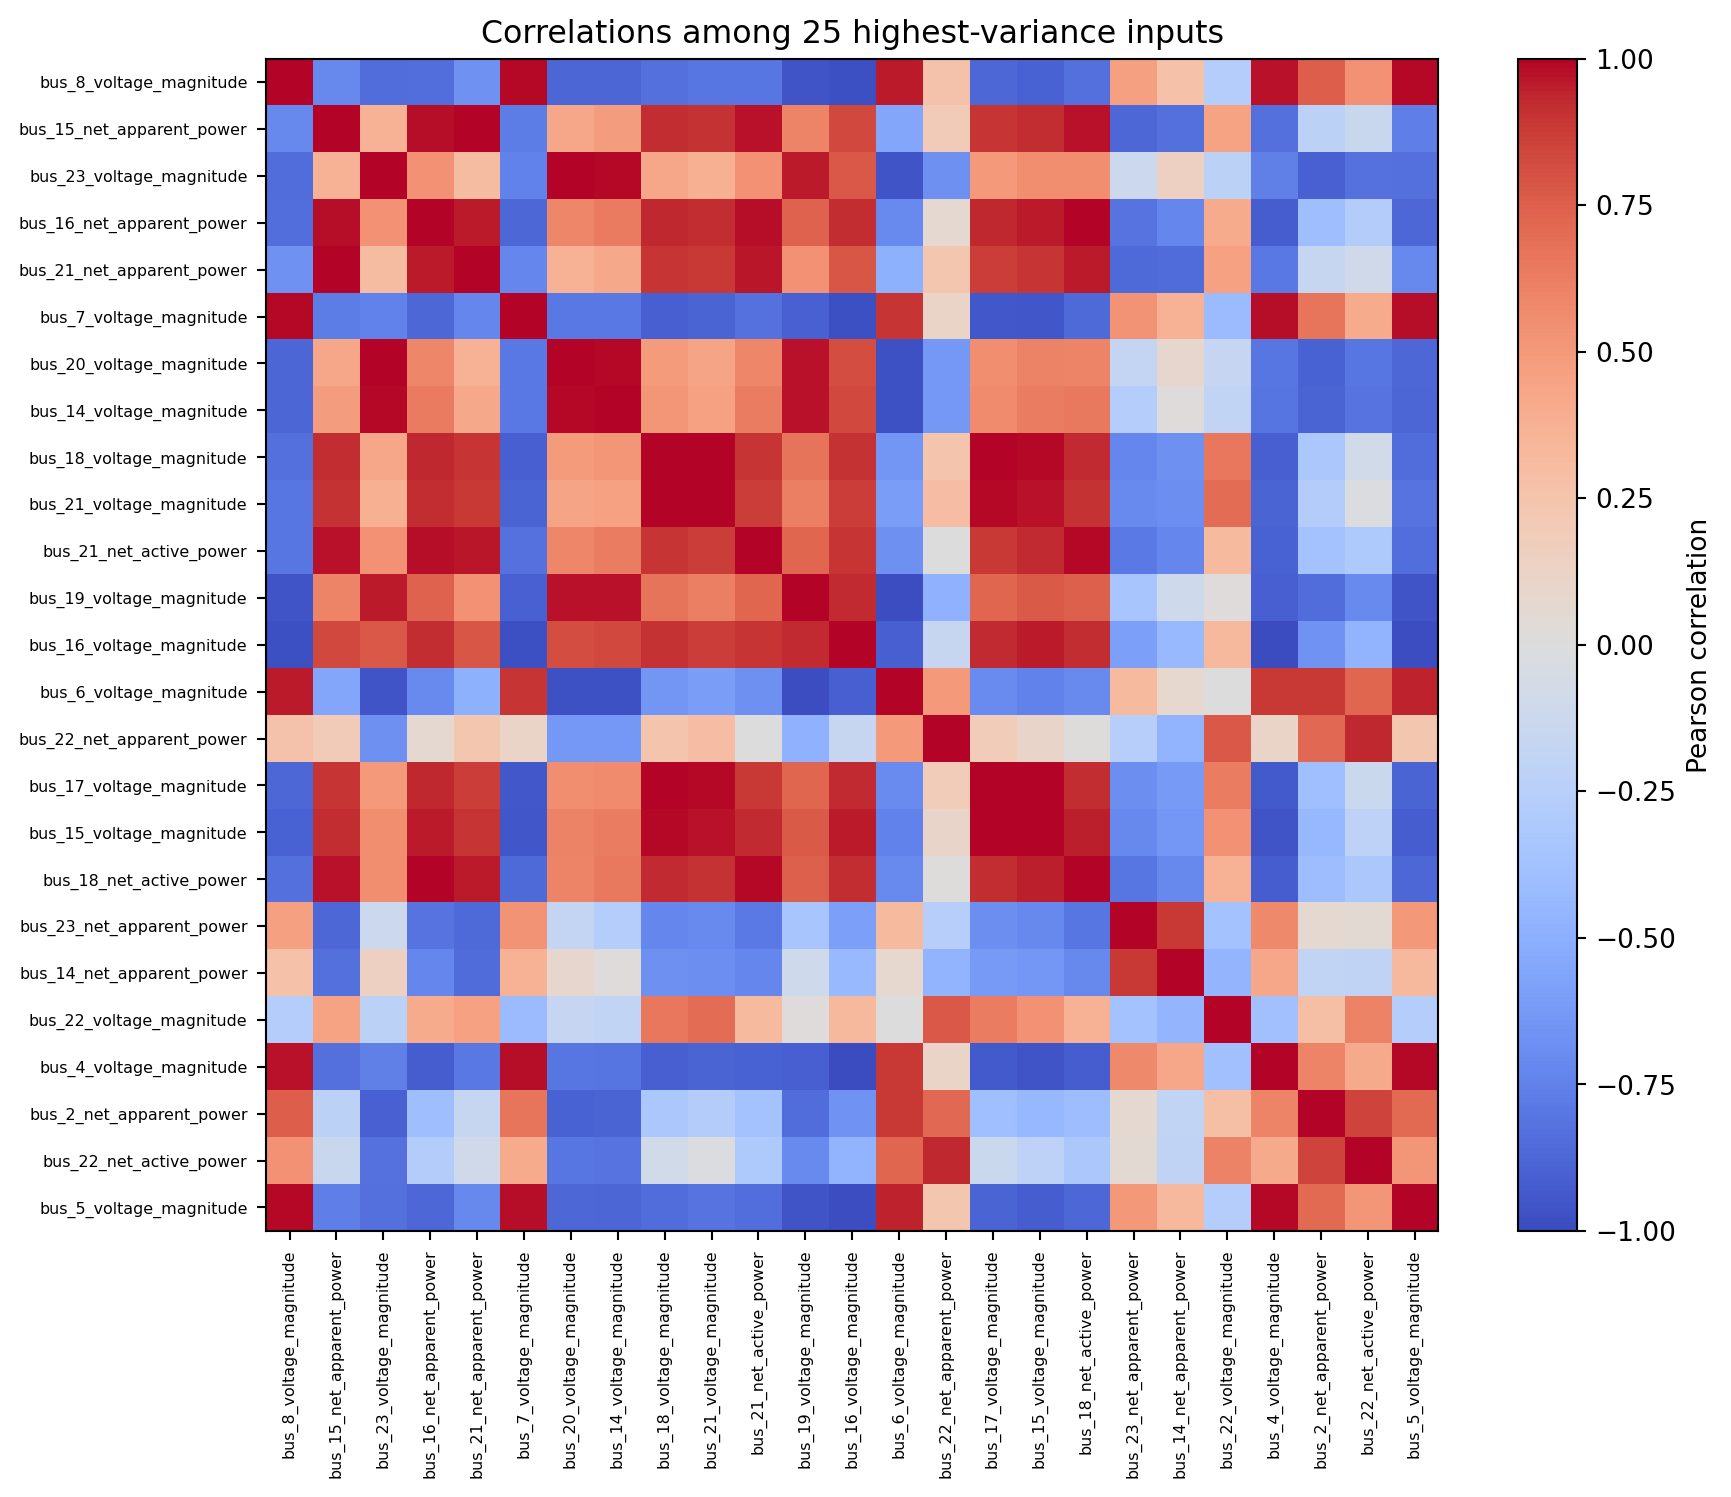 Correlations among 25 highest-variance inputs
bus_8_voltage_magnitude
bus_15_net_apparent_power
bus_23_voltage_magnitude
bus_16_net_apparent_power
bus_21_net_apparent_power
bus_7_voltage_magnitude
bus_20_voltage_magnitude
bus_14_voltage_magnitude
bus_18_voltage_magnitude
bus_21_voltage_magnitude
bus_21_net_active_power
bus_19_voltage_magnitude
bus_16_voltage_magnitude
bus_6_voltage_magnitude
bus_22_net_apparent_power
bus_17_voltage_magnitude
bus_15_voltage_magnitude
bus_18_net_active_power
bus_23_net_apparent_power
bus_14_net_apparent_power
bus_22_voltage_magnitude
bus_4_voltage_magnitude
bus_2_net_apparent_power
bus_22_net_active_power
bus_5_voltage_magnitude
bus_8_voltage_magnitude
bus_15_net_apparent_power
bus_23_voltage_magnitude
bus_16_net_apparent_power
bus_21_net_apparent_power
bus_7_voltage_magnitude
bus_20_voltage_magnitude
bus_14_voltage_magnitude
bus_18_voltage_magnitude
bus_21_voltage_magnitude
bus_21_net_active_power
bus_19_voltage_magnitude
bus_16_voltage_magnitude
bus_6_voltage_magnitude
bus_22_net_apparent_power
bus_17_voltage_magnitude
bus_15_voltage_magnitude
bus_18_net_active_power
bus_23_net_apparent_power
bus_14_net_apparent_power
bus_22_voltage_magnitude
bus_4_voltage_magnitude
bus_2_net_apparent_power
bus_22_net_active_power
bus_5_voltage_magnitude
1.00
0.75
0.50
0.25
0.00
−0.25
−0.50
−0.75
−1.00
Pearson correlation